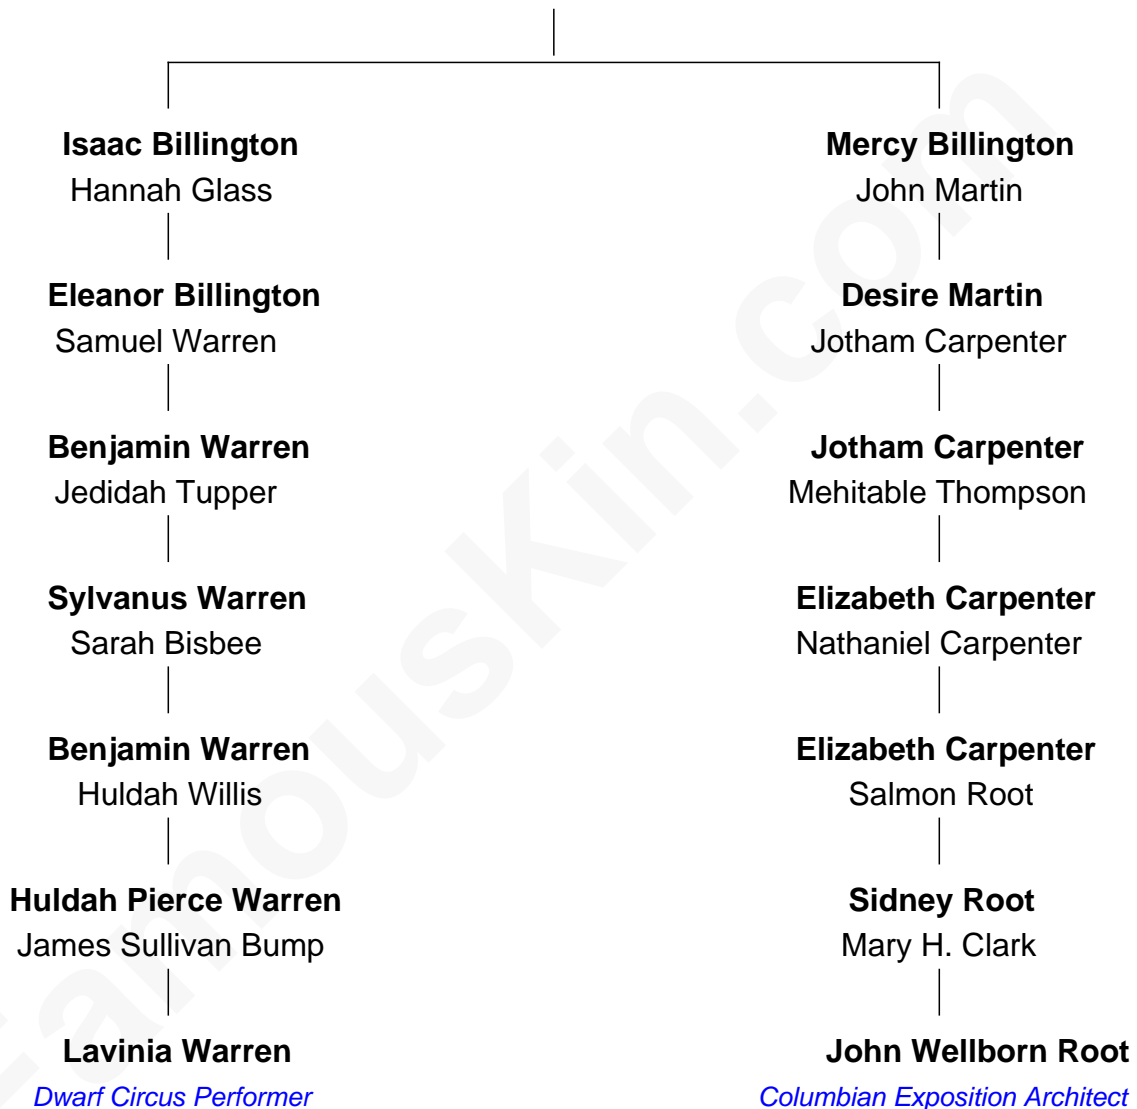 Isaac Billington
Hannah Glass
Mercy Billington
John Martin
Eleanor Billington
Samuel Warren
Desire Martin
Jotham Carpenter
Benjamin Warren
Jedidah Tupper
Jotham Carpenter
Mehitable Thompson
Sylvanus Warren
Sarah Bisbee
Elizabeth Carpenter
Nathaniel Carpenter
Benjamin Warren
Huldah Willis
Elizabeth Carpenter
Salmon Root
Huldah Pierce Warren
James Sullivan Bump
Sidney Root
Mary H. Clark
Lavinia Warren
Dwarf Circus Performer
John Wellborn Root
Columbian Exposition Architect
FamousKin.com